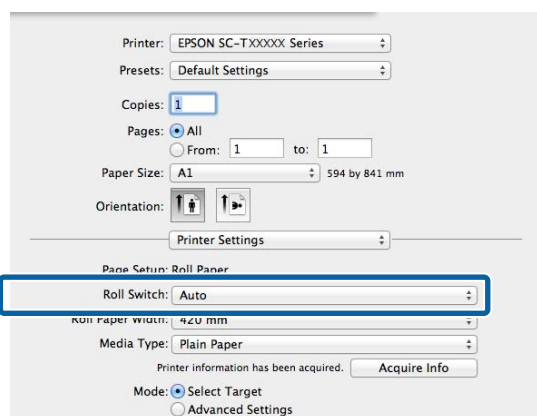 Printer: EPSON SC-TXXXXX Series
Presets: Default Settings
Copies: 1
Pages: All
From: 1 to: 1
Paper Size: A1 594 by 841 mm
Orientation:
Printer Settings
Page Setup: Roll Paper
Roll Switch: Auto
Roll Paper Width: 420 mm
Media Type: Plain Paper
Printer information has been acquired. Acquire Info
Mode: Select Target
Advanced Settings